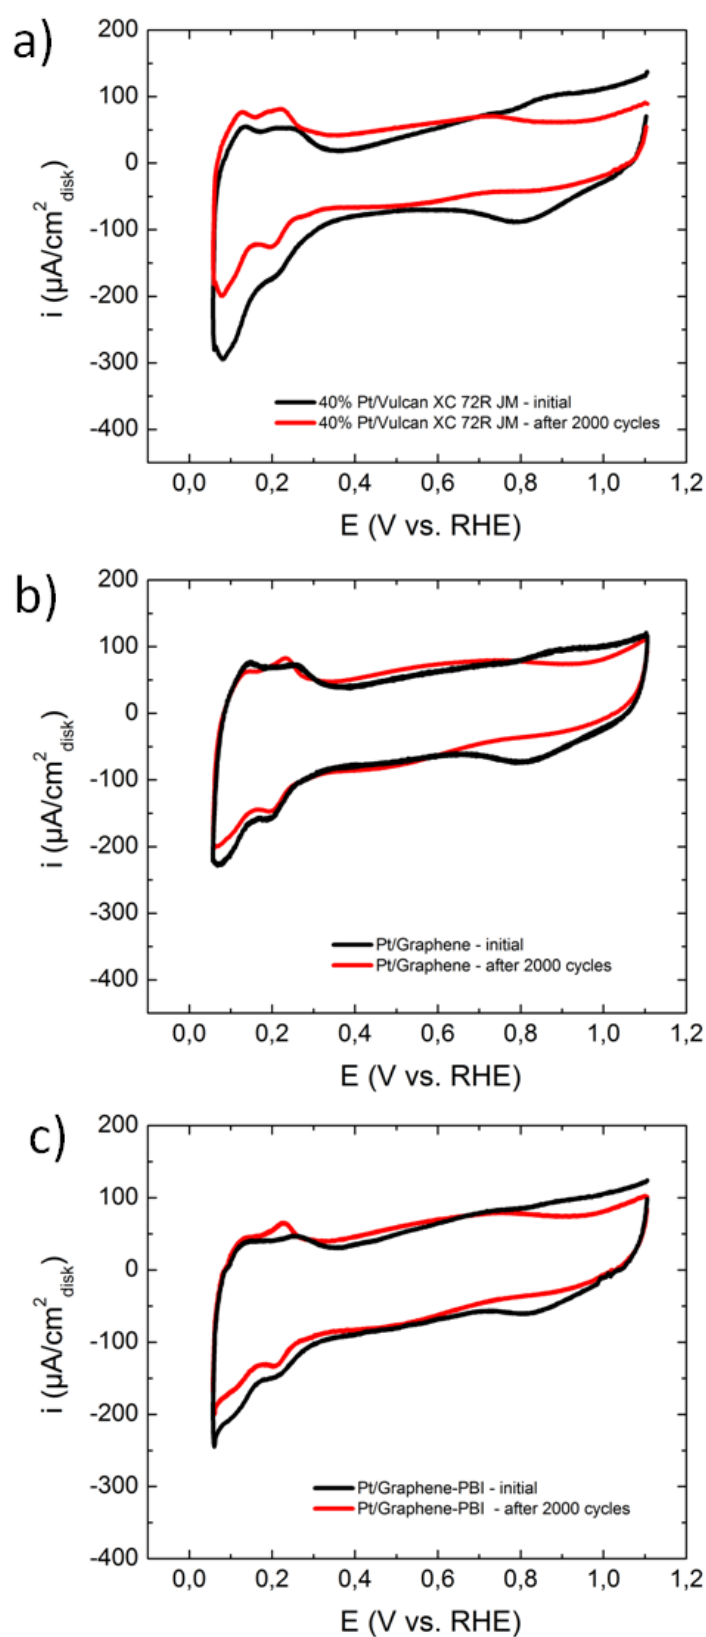 a)
200
100
0
-100
-200
-300
-400
i (µA/cm²disk)
40% Pt/Vulcan XC 72R JM - initial
40% Pt/Vulcan XC 72R JM - after 2000 cycles
0,0 0,2 0,4 0,6 0,8 1,0 1,2
E (V vs. RHE)
b)
200
100
0
-100
-200
-300
-400
i (µA/cm²disk)
Pt/Graphene - initial
Pt/Graphene - after 2000 cycles
0,0 0,2 0,4 0,6 0,8 1,0 1,2
E (V vs. RHE)
c)
200
100
0
-100
-200
-300
-400
i (µA/cm²disk)
Pt/Graphene-PBI - initial
Pt/Graphene-PBI - after 2000 cycles
0,0 0,2 0,4 0,6 0,8 1,0 1,2
E (V vs. RHE)